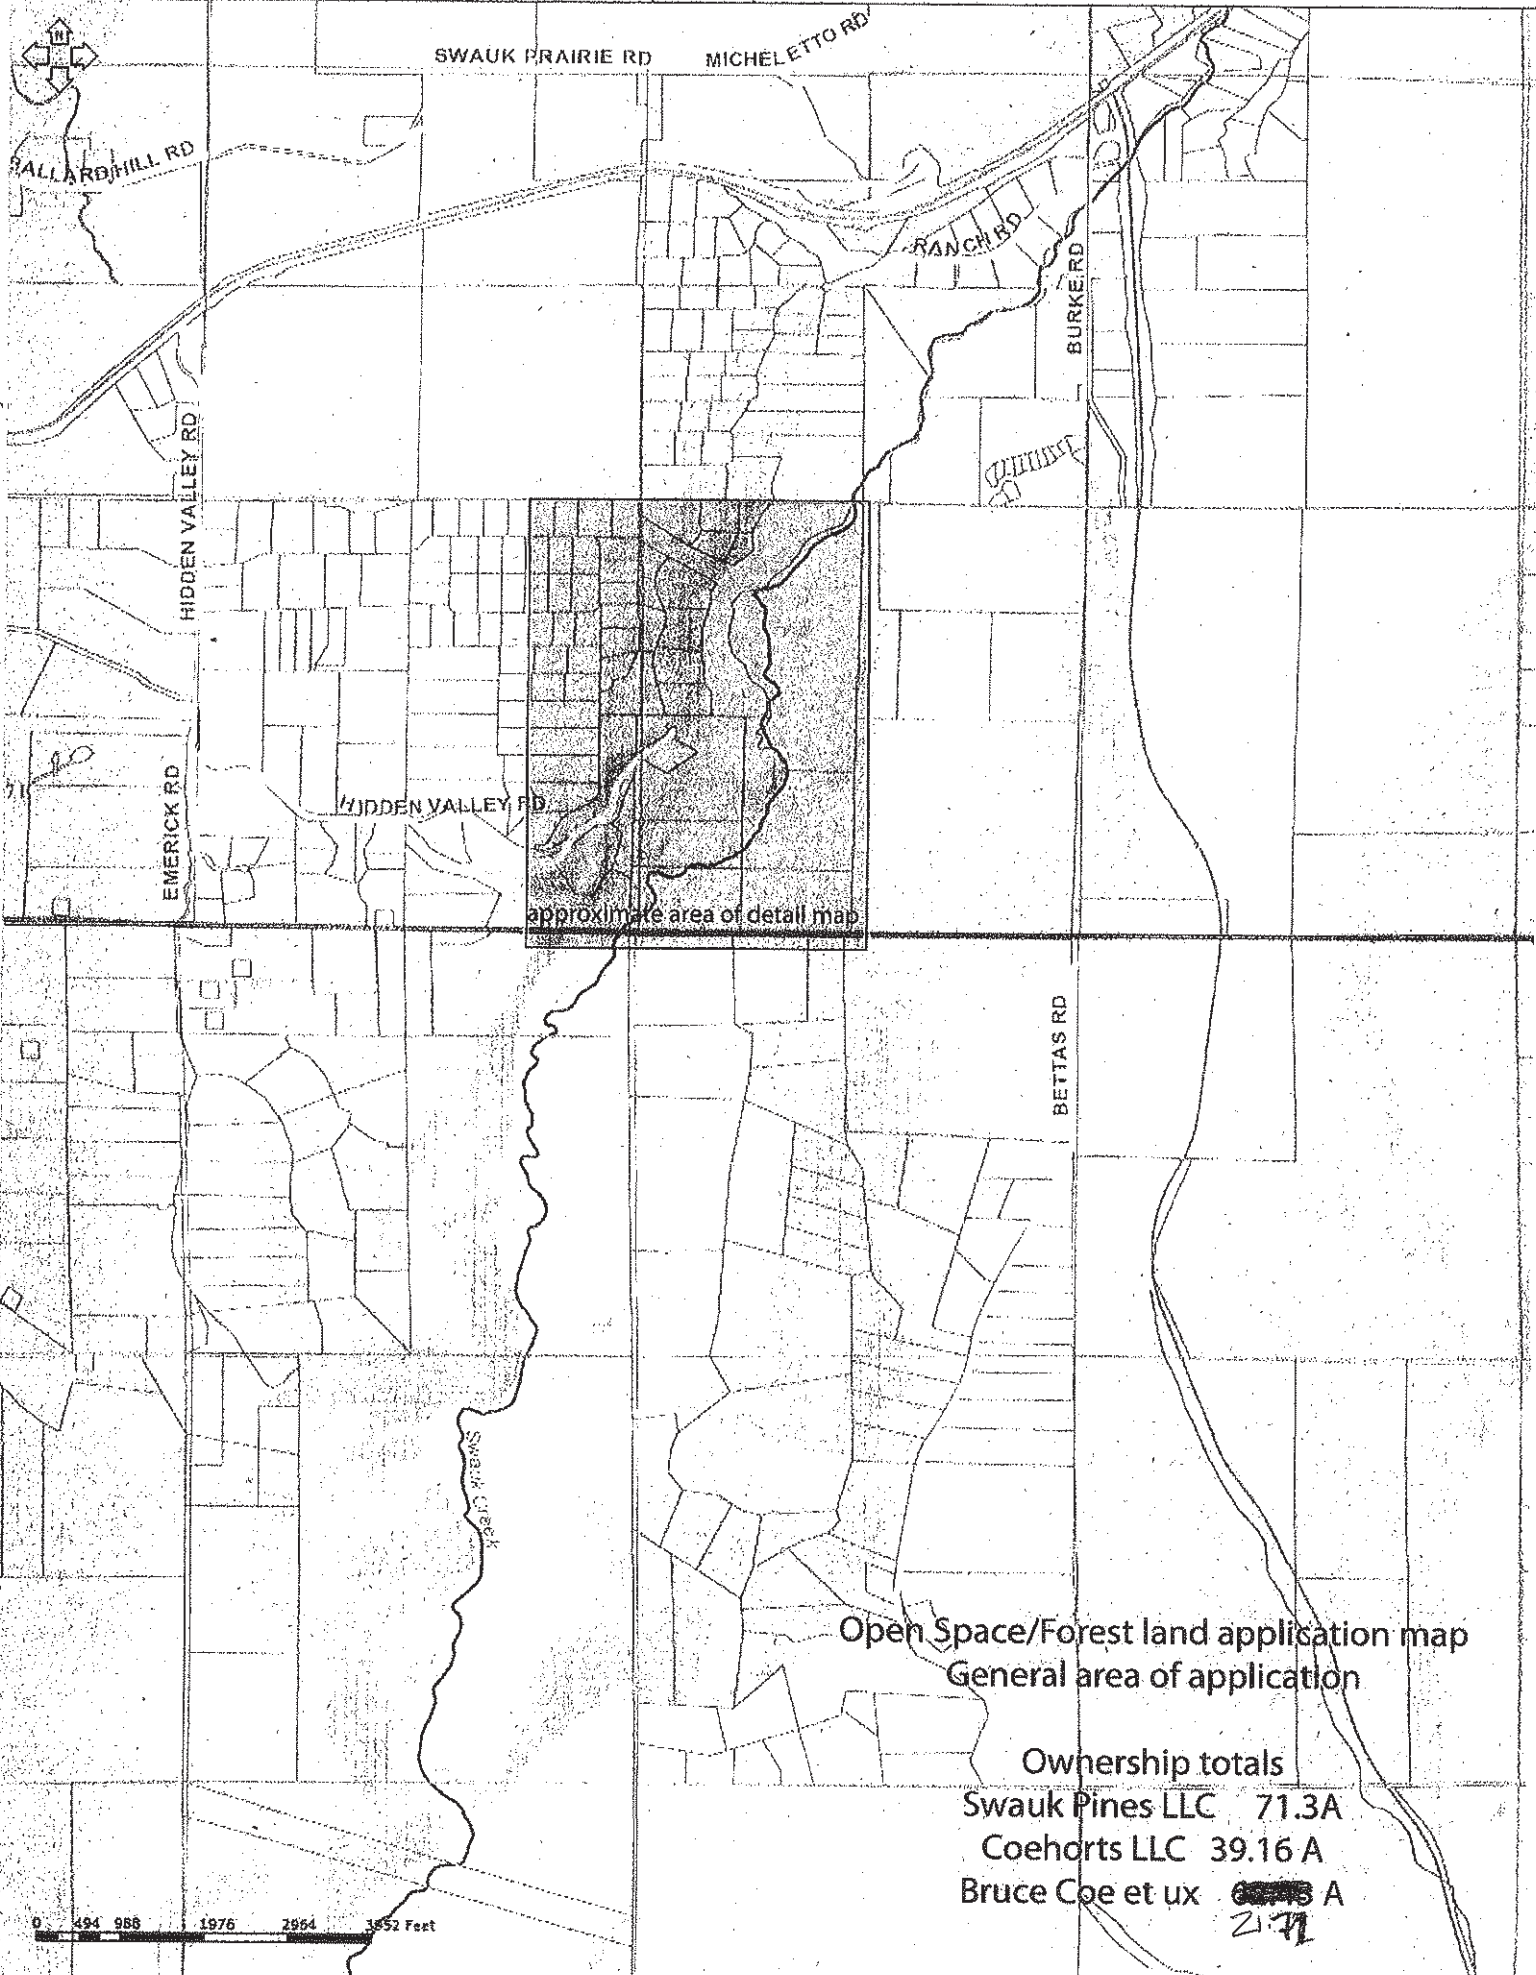 N
SWAUK PRAIRIE RD
MICHELETTO RD
BALLARD HILL RD
RANCH RD
BURKE RD
HIDDEN VALLEY RD
EMERICK RD
HIDDEN VALLEY RD
approximate area of detail map
BETTAS RD
Swauk Creek
Open Space/Forest land application map
General area of application
Ownership totals
Swauk Pines LLC 71.3A
Coehorts LLC 39.16 A
Bruce Coe et ux A
0 494 988 1976 2964 3952 Feet